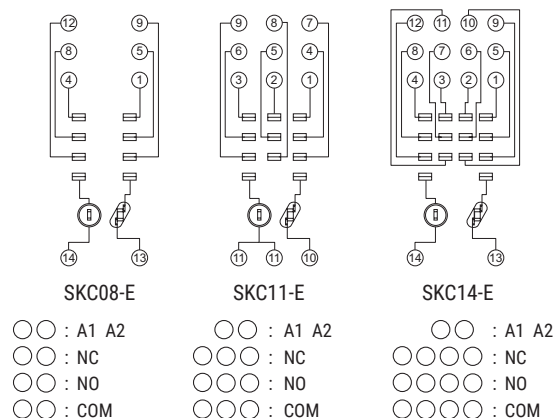 12 9 9 8 7 12 11 10 9
8 5 6 5 4 8 7 6 5
4 1 3 2 1 4 3 2 1
14 13 11 11 10 14 13
SKC08-E SKC11-E SKC14-E
: A1 A2 : A1 A2 : A1 A2
: NC : NC : NC
: NO : NO : NO
: COM : COM : COM